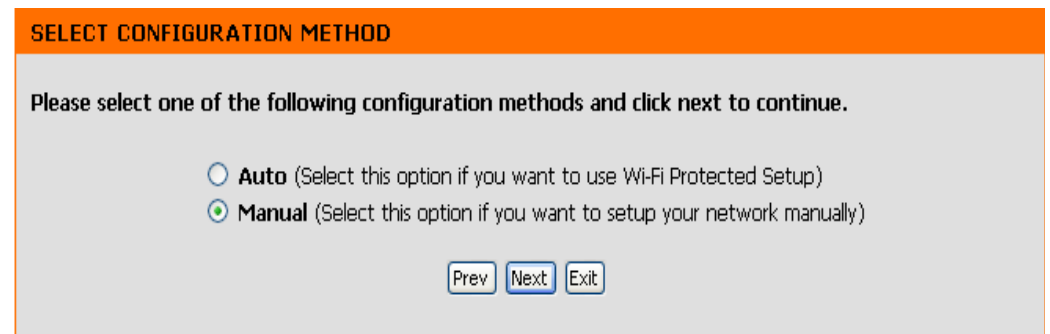 SELECT CONFIGURATION METHOD
Please select one of the following configuration methods and click next to continue.
Auto (Select this option if you want to use Wi-Fi Protected Setup)
Manual (Select this option if you want to setup your network manually)
Prev Next Exit